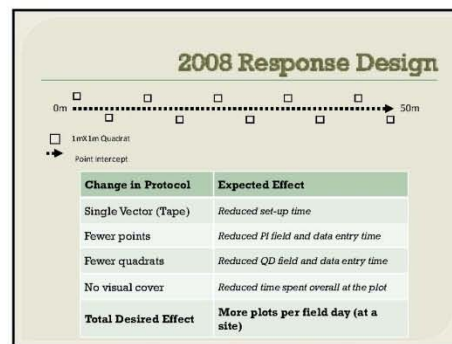 2008 Response Design
0m 50m
1mX1m Quadrat
Point intercept
Change in Protocol Expected Effect
Single Vector (Tape) Reduced set-up time
Fewer points Reduced PI field and data entry time
Fewer quadrats Reduced QD field and data entry time
No visual cover Reduced time spent overall at the plot
Total Desired Effect More plots per field day (at a
site)